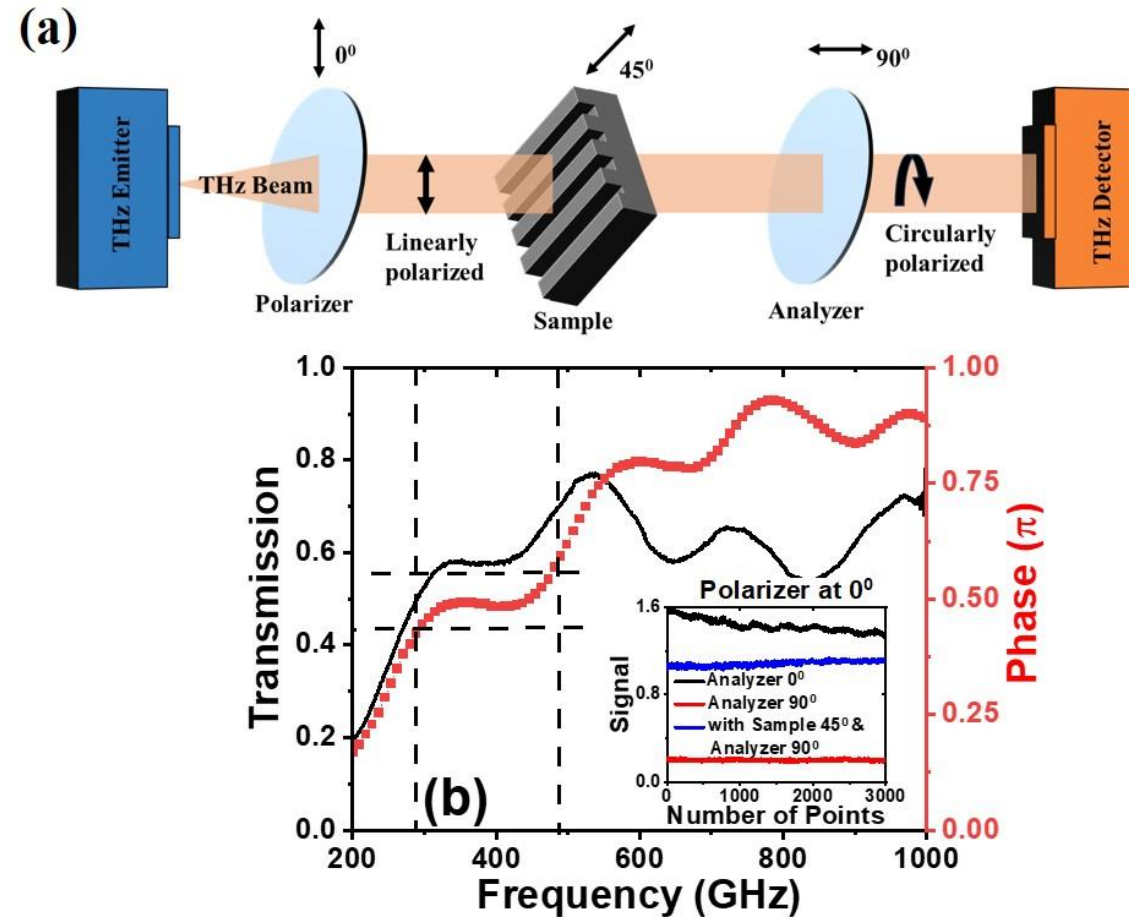 (a)
0⁰
45⁰
90⁰
THz Emitter
THz Beam
Polarizer
Linearly
polarized
Sample
Analyzer
Circularly
polarized
THz Detector
1.0
0.8
0.6
0.4
0.2
0.0
Transmission
1.00
0.75
0.50
0.25
0.00
Phase (π)
Polarizer at 0⁰
1.6
0.8
0.0
Signal
Analyzer 0⁰
Analyzer 90⁰
with Sample 45⁰ &
Analyzer 90⁰
0 1000 2000 3000
Number of Points
(b)
200 400 600 800 1000
Frequency (GHz)